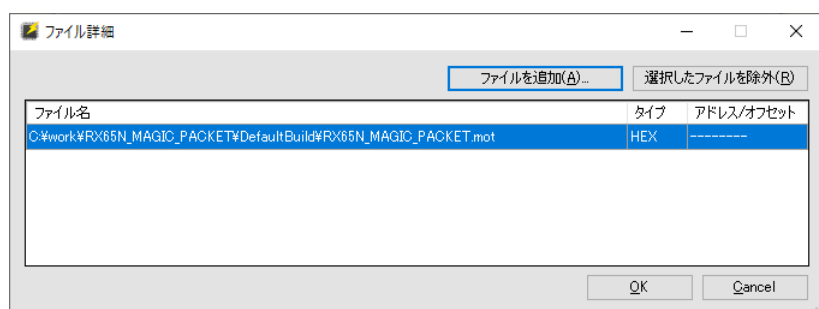 ファイル詳細
ファイルを追加(A)... 選択したファイルを除外(R)
ファイル名 タイプ アドレス/オフセット
C:¥work¥RX65N_MAGIC_PACKET¥DefaultBuild¥RX65N_MAGIC_PACKET.mot HEX --------
OK Cancel